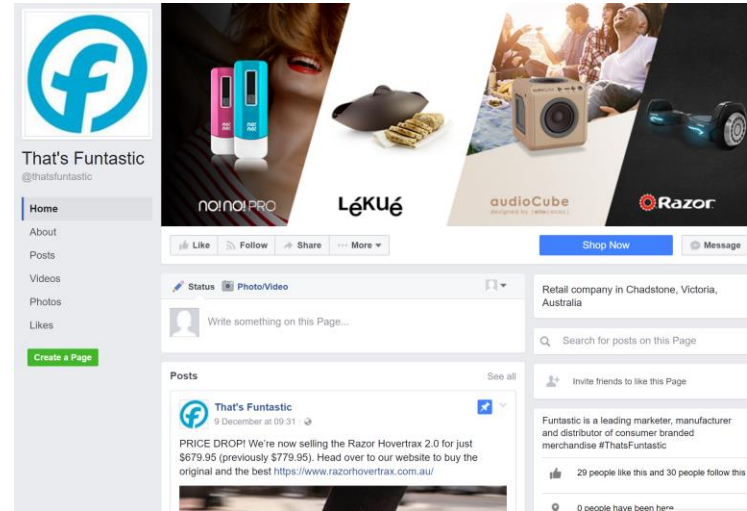 That's Funtastic
@thatsfuntastic
Home
About
Posts
Videos
Photos
Likes
Create a Page
no!no!PRO
LéKUé
audioCube
Razor
Like Follow Share More
Shop Now
Message
Status Photo/Video
Write something on this Page...
Posts
See all
That's Funtastic
9 December at 09:31 ·
PRICE DROP! We're now selling the Razor Hovertrax 2.0 for just
$679.95 (previously $779.95). Head over to our website to buy the
original and the best https://www.razorhovertrax.com.au/
Retail company in Chadstone, Victoria,
Australia
Search for posts on this Page
Invite friends to like this Page
Funtastic is a leading marketer, manufacturer
and distributor of consumer branded
merchandise #ThatsFuntastic
29 people like this and 30 people follow this
0 people have been here